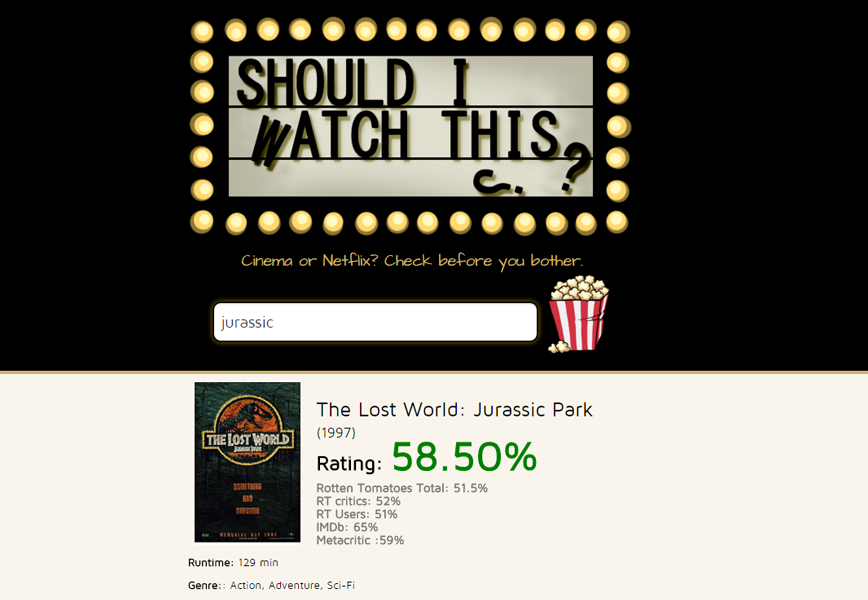 SHOULD I
WATCH THIS
?
Cinema or Netflix? Check before you bother.
jurassic
THE LOST WORLD
JURASSIC PARK
SOMETHING
HAS
SURVIVED
MEMORIAL DAY 1997
The Lost World: Jurassic Park
(1997)
Rating: 58.50%
Rotten Tomatoes Total: 51.5%
RT critics: 52%
RT Users: 51%
IMDb: 65%
Metacritic :59%
Runtime: 129 min
Genre:: Action, Adventure, Sci-Fi